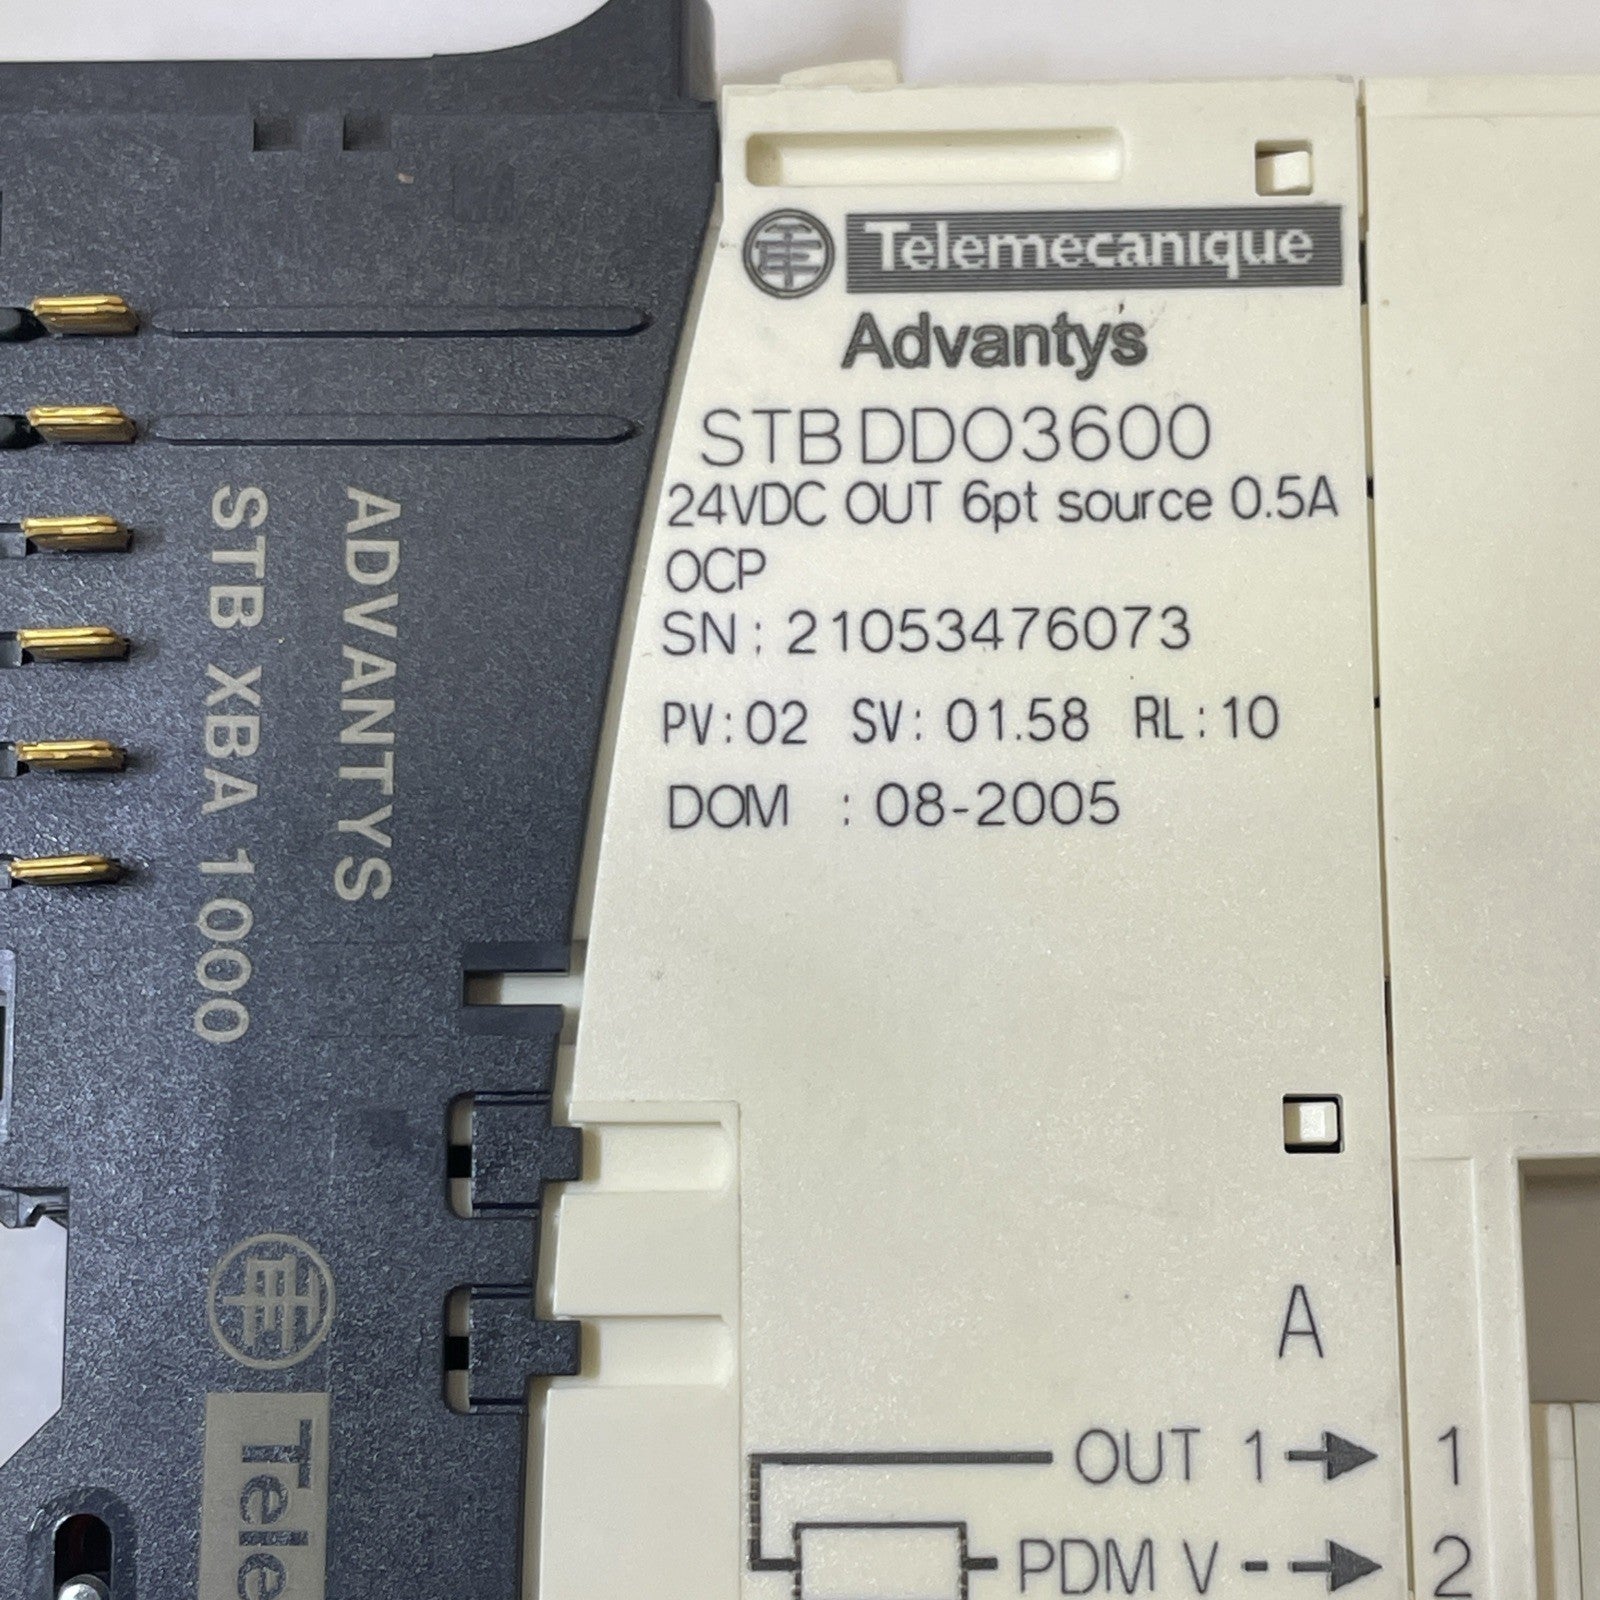 Telemecanique
Advantys
STB DDO3600
24VDC OUT 6pt source 0.5A
OCP
SN: 21053476073
PV:02 SV: 01.58 RL:10
DOM : 08-2005
A
OUT 1 1
PDM V 2
ADVANTYS
STB XBA 1000
Tele